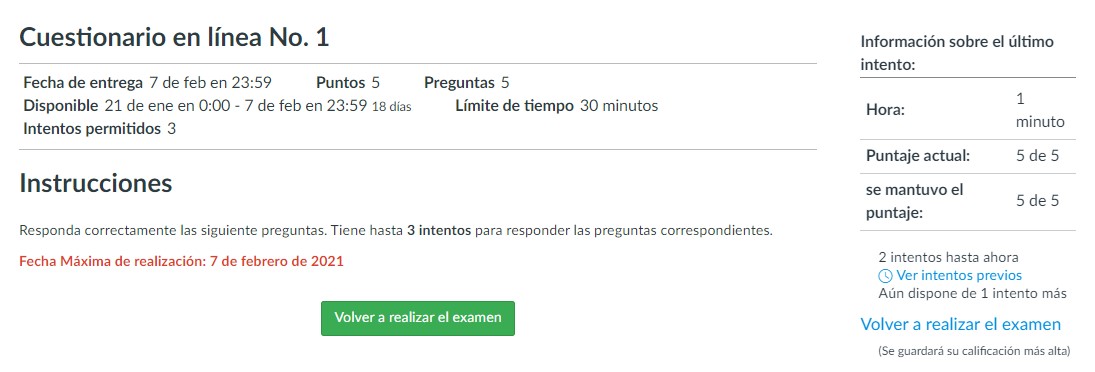 Cuestionario en línea No. 1
Fecha de entrega 7 de feb en 23:59 Puntos 5 Preguntas 5
Disponible 21 de ene en 0:00 - 7 de feb en 23:59 18 días Límite de tiempo 30 minutos
Intentos permitidos 3
Instrucciones
Responda correctamente las siguiente preguntas. Tiene hasta 3 intentos para responder las preguntas correspondientes.
Fecha Máxima de realización: 7 de febrero de 2021
Volver a realizar el examen
Información sobre el último
intento:
Hora: 1
minuto
Puntaje actual: 5 de 5
se mantuvo el
puntaje: 5 de 5
2 intentos hasta ahora
Ver intentos previos
Aún dispone de 1 intento más
Volver a realizar el examen
(Se guardará su calificación más alta)